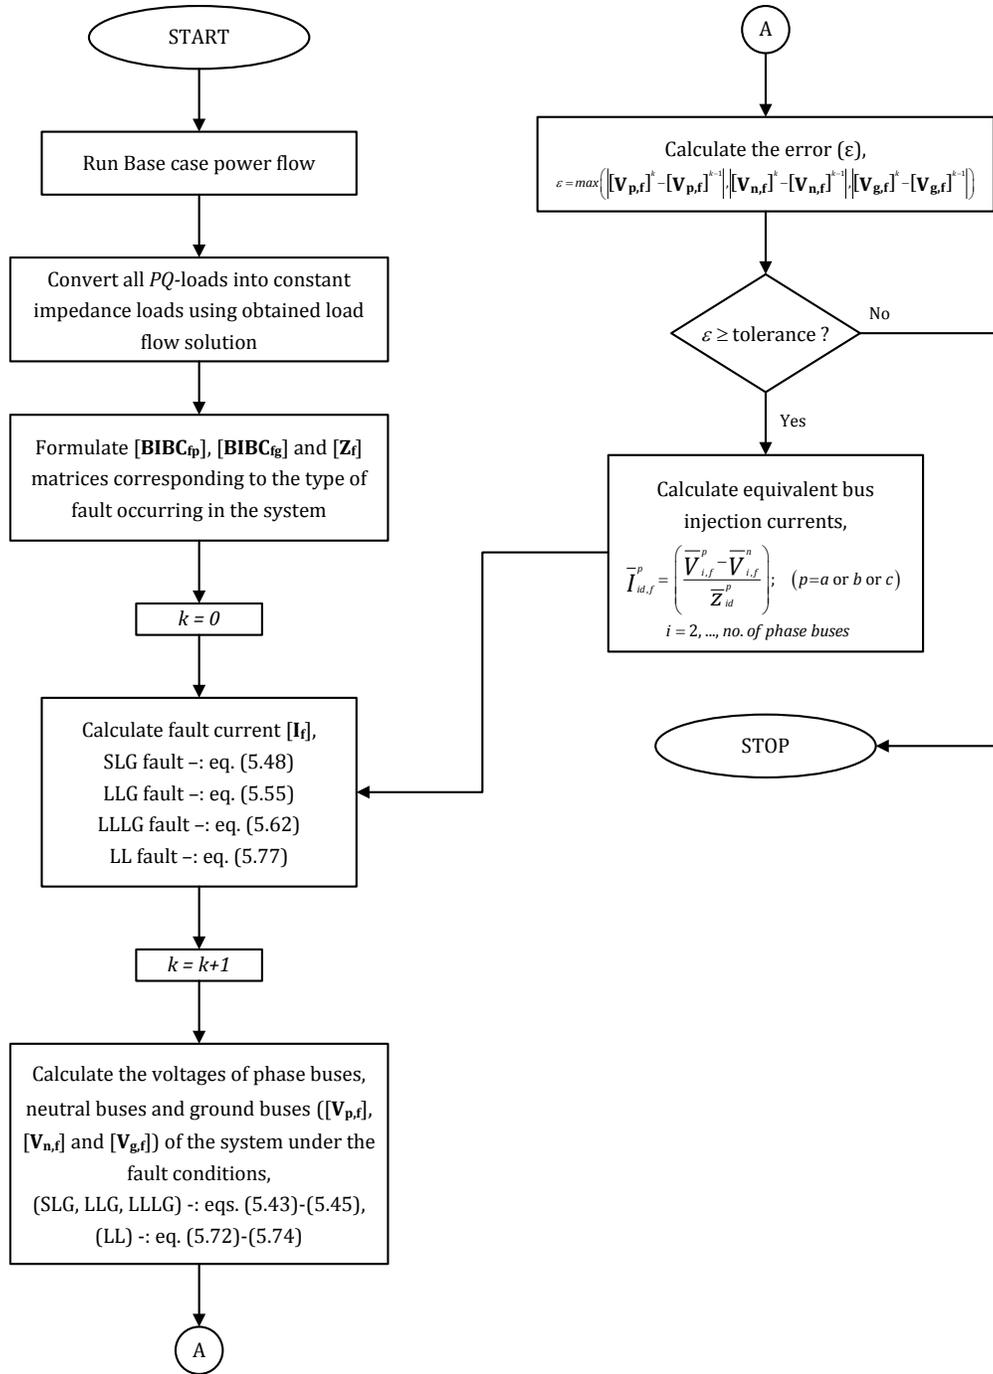 START
Run Base case power flow
Convert all PQ-loads into constant
impedance loads using obtained load
flow solution
Formulate [BIBCfp], [BIBCfg] and [Zf]
matrices corresponding to the type of
fault occurring in the system
k = 0
Calculate fault current [If],
SLG fault –: eq. (5.48)
LLG fault –: eq. (5.55)
LLLG fault –: eq. (5.62)
LL fault –: eq. (5.77)
k = k+1
Calculate the voltages of phase buses,
neutral buses and ground buses ([Vp,f],
[Vn,f] and [Vg,f]) of the system under the
fault conditions,
(SLG, LLG, LLLG) -: eqs. (5.43)-(5.45),
(LL) -: eq. (5.72)-(5.74)
A
A
Calculate the error (ε),
ε = max(|[Vp,f]^k − [Vp,f]^k−1|, |[Vn,f]^k − [Vn,f]^k−1|, |[Vg,f]^k − [Vg,f]^k−1|)
ε ≥ tolerance ?
No
Yes
Calculate equivalent bus
injection currents,
I̅^p_id,f = ((V̅^p_i,f − V̅^n_i,f) / z̅^p_id); (p=a or b or c)
i = 2, ..., no. of phase buses
STOP